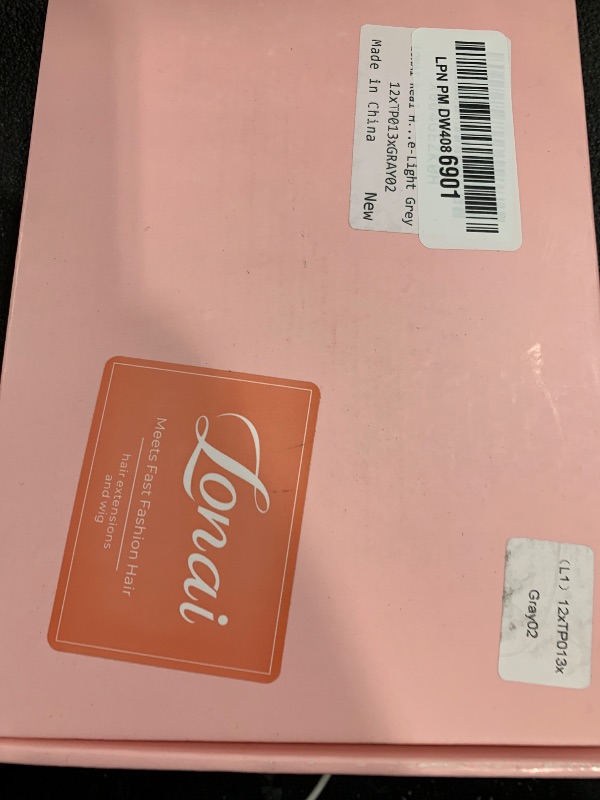 LPN PM DW4086901
e-Light Grey
12xTP013xGRAY02
Made in China
New
Lonai
Meets Fast Fashion Hair
hair extensions
and wig
(L1) 12xTP013x
Gray02